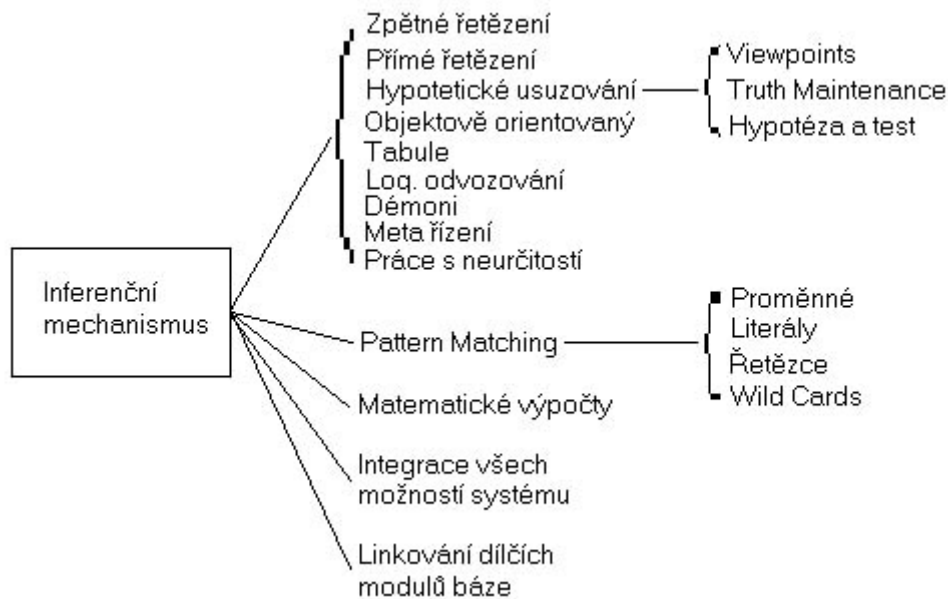 Inferenční
mechanismus
Zpětné řetězení
Přímé řetězení
Hypotetické usuzování
Objektově orientovaný
Tabule
Loq. odvozování
Démoni
Meta řízení
Práce s neurčitostí
Viewpoints
Truth Maintenance
Hypotéza a test
Pattern Matching
Proměnné
Literály
Řetězce
Wild Cards
Matematické výpočty
Integrace všech
možností systému
Linkování dílčích
modulů báze